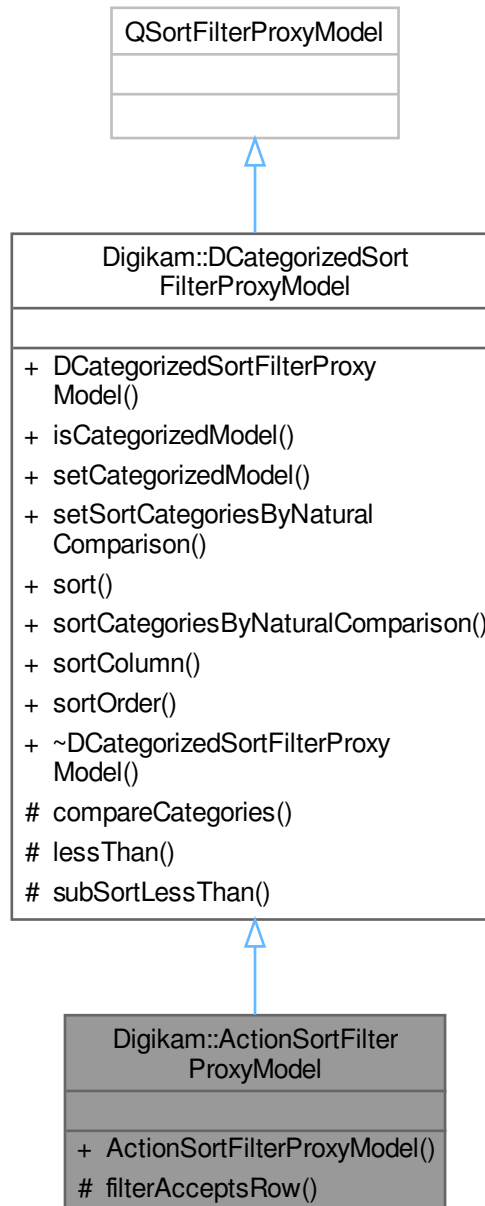 QSortFilterProxyModel
Digikam::DCategorizedSort
FilterProxyModel
+ DCategorizedSortFilterProxy
Model()
+ isCategorizedModel()
+ setCategorizedModel()
+ setSortCategoriesByNatural
Comparison()
+ sort()
+ sortCategoriesByNaturalComparison()
+ sortColumn()
+ sortOrder()
+ ~DCategorizedSortFilterProxy
Model()
# compareCategories()
# lessThan()
# subSortLessThan()
Digikam::ActionSortFilter
ProxyModel
+ ActionSortFilterProxyModel()
# filterAcceptsRow()